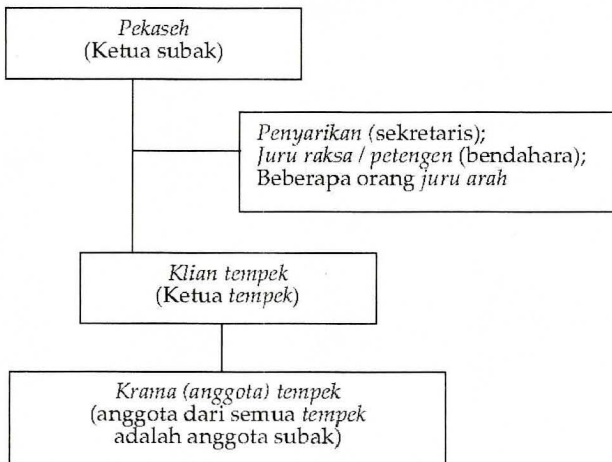 Pekaseh
(Ketua subak)
Penyarikan (sekretaris);
Juru raksa / petengen (bendahara);
Beberapa orang juru arah
Klian tempek
(Ketua tempek)
Krama (anggota) tempek
(anggota dari semua tempek
adalah anggota subak)